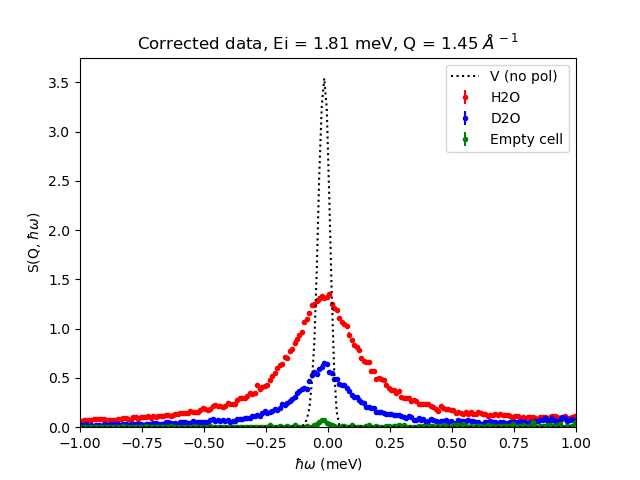 Corrected data, Ei = 1.81 meV, Q = 1.45 Å ⁻¹
V (no pol)
H2O
D2O
Empty cell
S(Q, ℏω)
3.5
3.0
2.5
2.0
1.5
1.0
0.5
0.0
−1.00 −0.75 −0.50 −0.25 0.00 0.25 0.50 0.75 1.00
ℏω (meV)